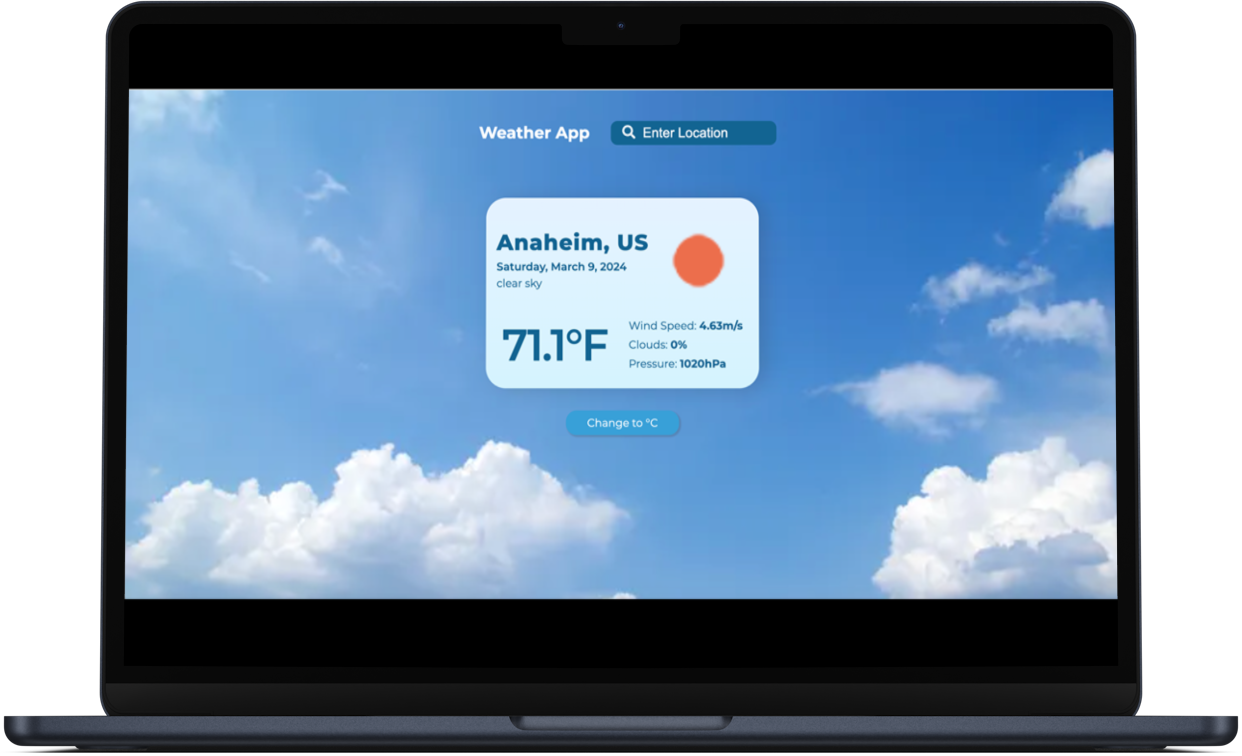 Weather App
Enter Location
Anaheim, US
Saturday, March 9, 2024
clear sky
71.1°F
Wind Speed: 4.63m/s
Clouds: 0%
Pressure: 1020hPa
Change to °C